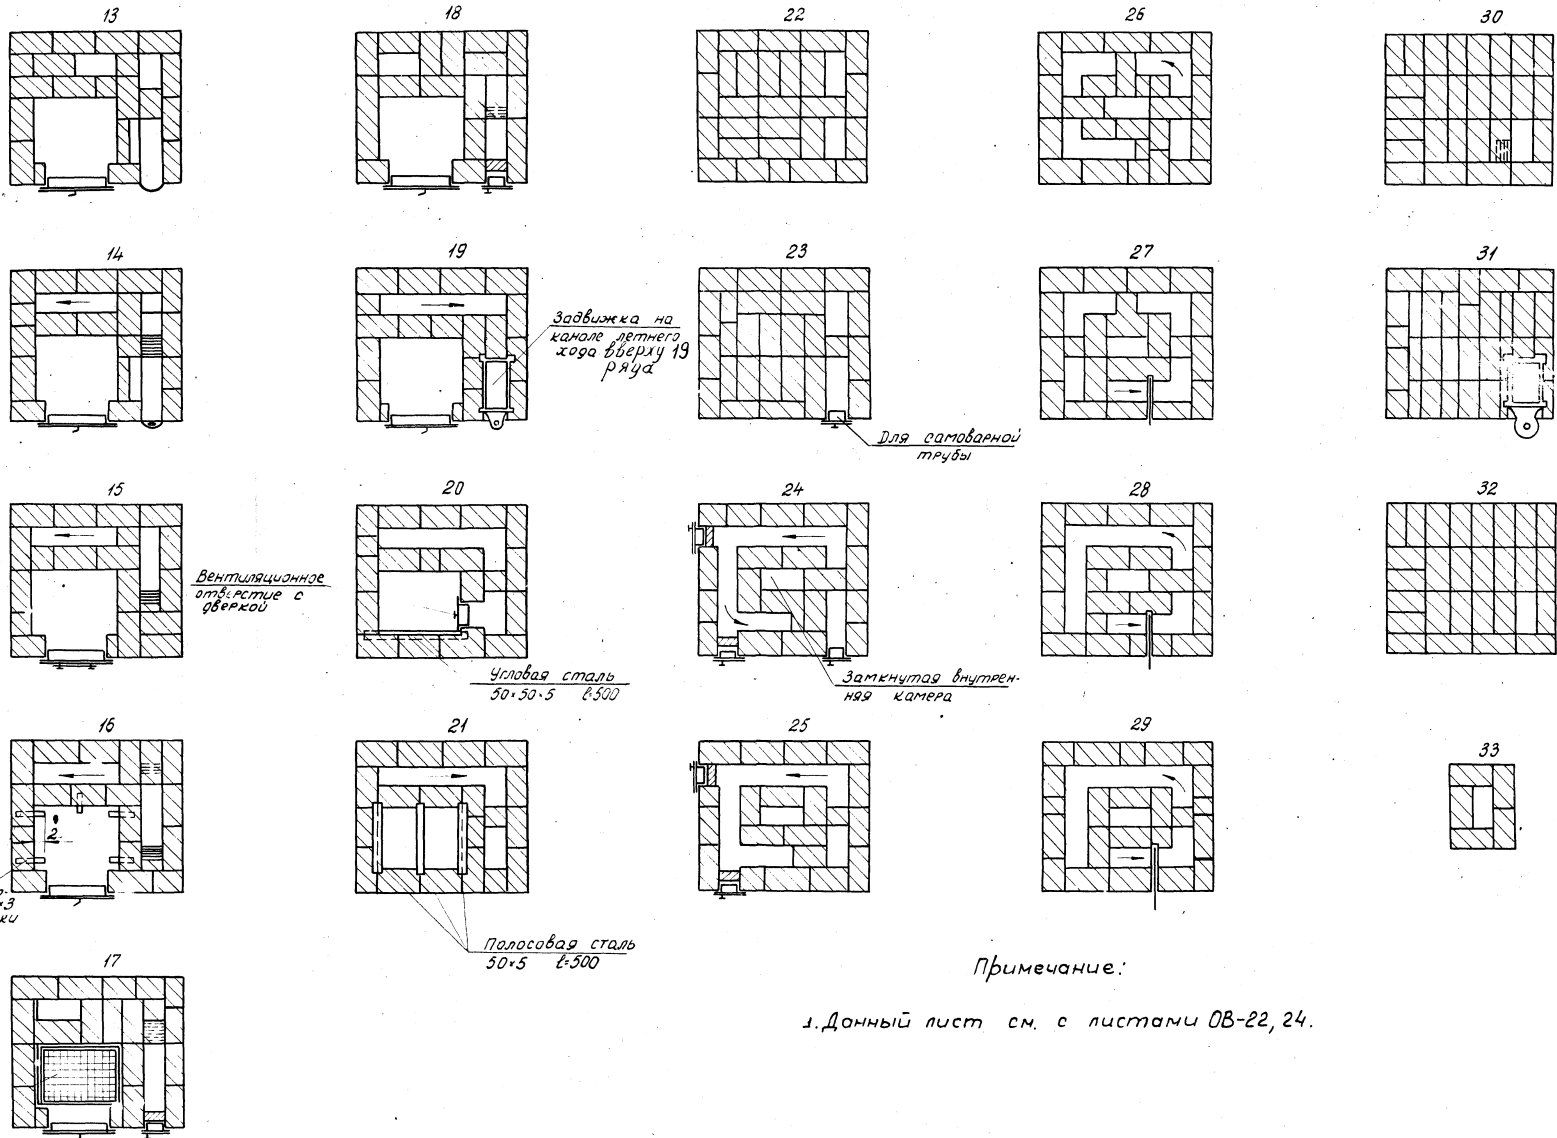 13
18
22
26
30
14
19
23
27
31
Задвижка на
канале летнего
хода вверху 19
ряда
Для самоварной
трубы
15
20
24
28
32
Вентиляционное
отверстие с
дверкой
Угловая сталь
50×50×5 ℓ=500
Замкнутая внутрен-
няя камера
16
21
25
29
33
2
×3
ки
Полосовая сталь
50×5 ℓ=500
17
Примечание:
1. Данный лист см. с листами ОВ-22, 24.